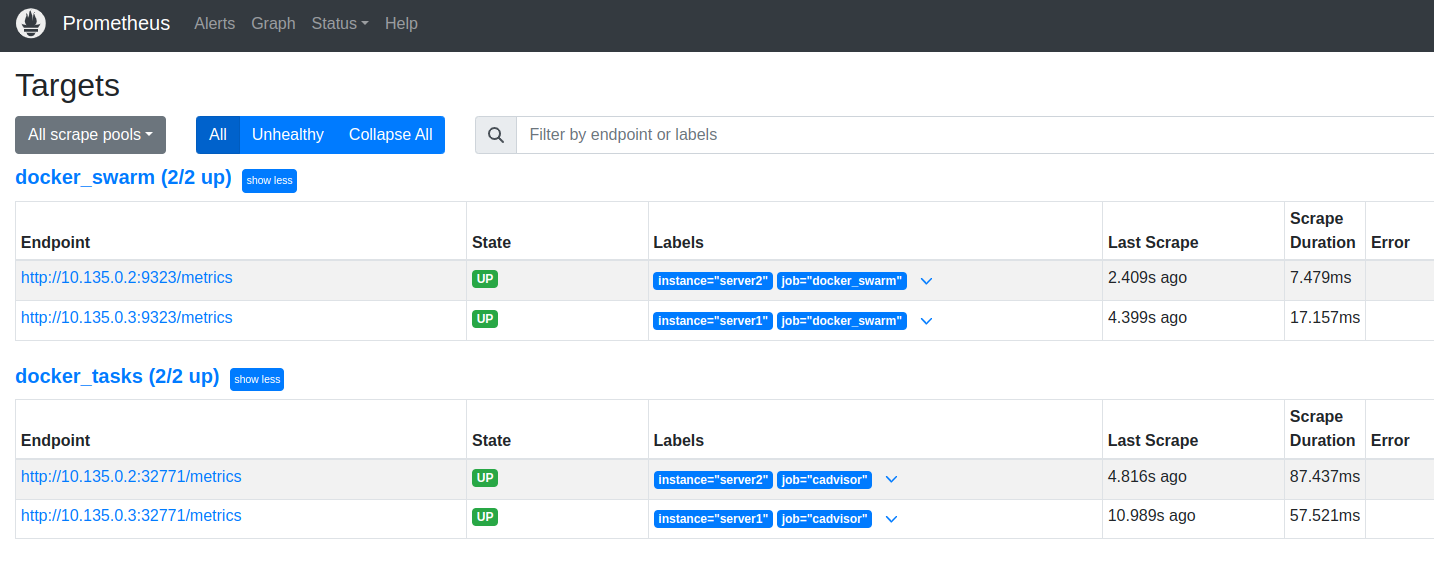 Prometheus Alerts Graph Status Help
Targets
All scrape pools All Unhealthy Collapse All Filter by endpoint or labels
docker_swarm (2/2 up) show less
Endpoint State Labels Last Scrape Scrape Duration Error
http://10.135.0.2:9323/metrics UP instance="server2" job="docker_swarm" 2.409s ago 7.479ms
http://10.135.0.3:9323/metrics UP instance="server1" job="docker_swarm" 4.399s ago 17.157ms
docker_tasks (2/2 up) show less
Endpoint State Labels Last Scrape Scrape Duration Error
http://10.135.0.2:32771/metrics UP instance="server2" job="cadvisor" 4.816s ago 87.437ms
http://10.135.0.3:32771/metrics UP instance="server1" job="cadvisor" 10.989s ago 57.521ms